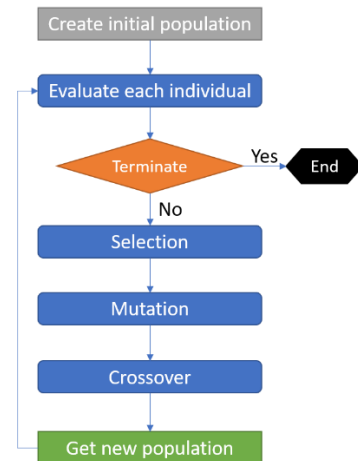 Create initial population
Evaluate each individual
Terminate
Yes
End
No
Selection
Mutation
Crossover
Get new population